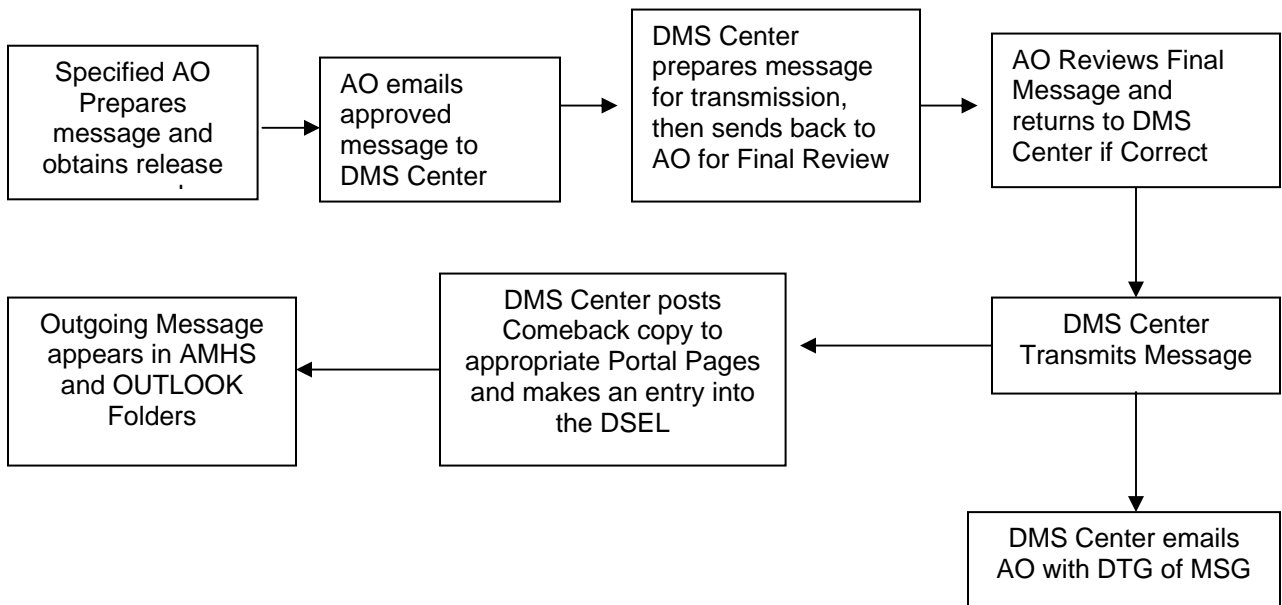 Specified AO
Prepares
message and
obtains release
AO emails
approved
message to
DMS Center
DMS Center
prepares message
for transmission,
then sends back to
AO for Final Review
AO Reviews Final
Message and
returns to DMS
Center if Correct
Outgoing Message
appears in AMHS
and OUTLOOK
Folders
DMS Center posts
Comeback copy to
appropriate Portal Pages
and makes an entry into
the DSEL
DMS Center
Transmits Message
DMS Center emails
AO with DTG of MSG